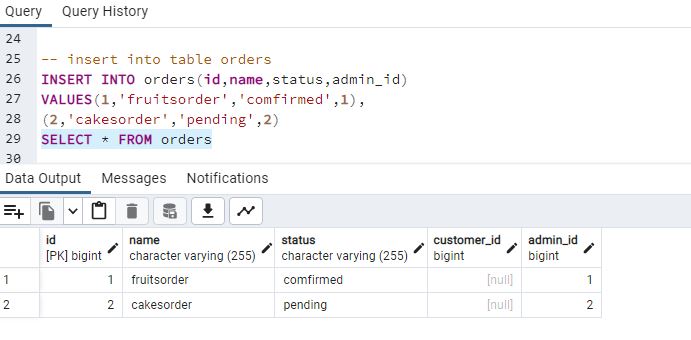 Query Query History
24
25 -- insert into table orders
26 INSERT INTO orders(id,name,status,admin_id)
27 VALUES(1,'fruitsorder','comfirmed',1),
28 (2,'cakesorder','pending',2)
29 SELECT * FROM orders
30
Data Output Messages Notifications
id name status customer_id admin_id
[PK] bigint character varying (255) character varying (255) bigint bigint
1 1 fruitsorder comfirmed [null] 1
2 2 cakesorder pending [null] 2